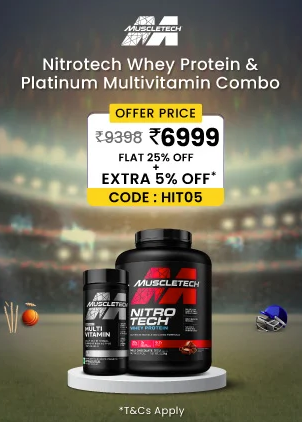 MUSCLETECH
Nitrotech Whey Protein &
Platinum Multivitamin Combo
OFFER PRICE
₹9398 ₹6999
FLAT 25% OFF
+
EXTRA 5% OFF*
CODE : HIT05
MUSCLETECH
NITRO
TECH
WHEY PROTEIN
MUSCLETECH
MULTI
VITAMIN
*T&Cs Apply